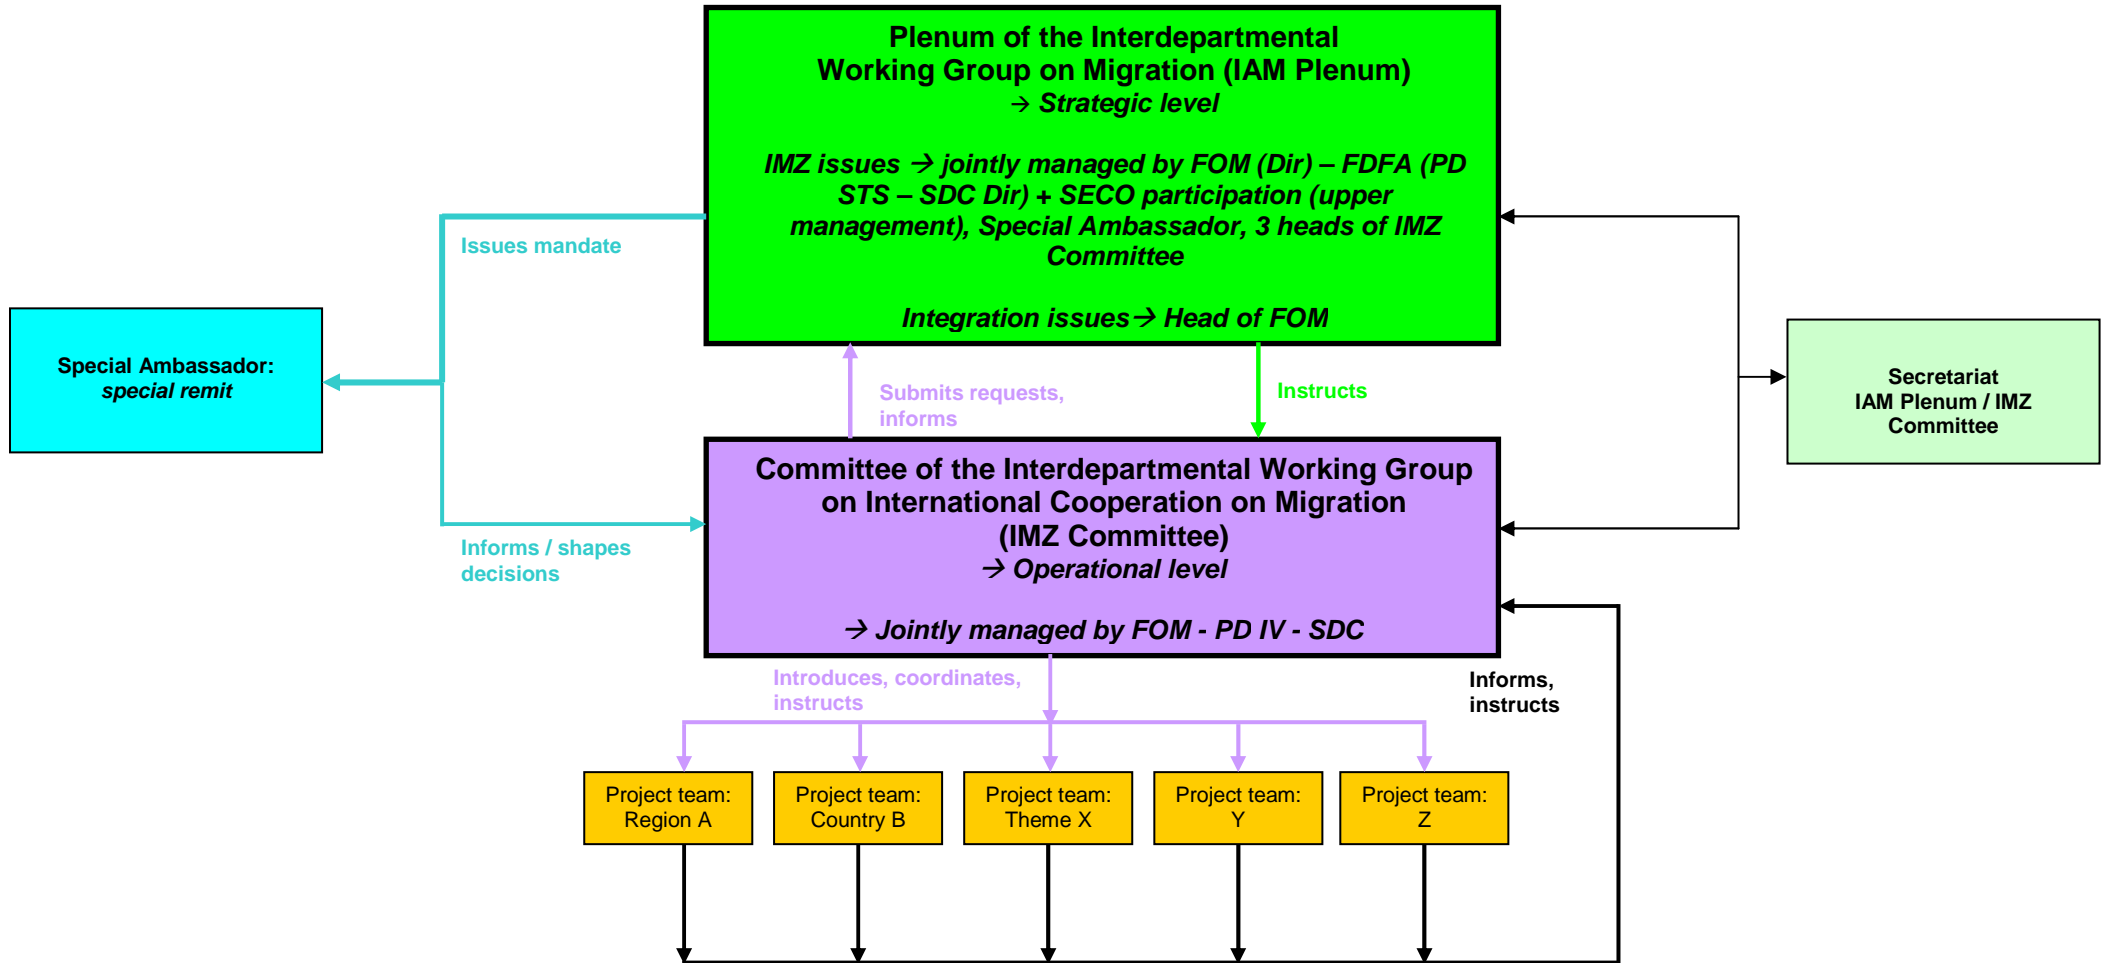 Plenum of the Interdepartmental
Working Group on Migration (IAM Plenum)
→ Strategic level
IMZ issues → jointly managed by FOM (Dir) – FDFA (PD
STS – SDC Dir) + SECO participation (upper
management), Special Ambassador, 3 heads of IMZ
Committee
Integration issues→ Head of FOM
Issues mandate
Special Ambassador:
special remit
Secretariat
IAM Plenum / IMZ
Committee
Submits requests,
informs
Instructs
Committee of the Interdepartmental Working Group
on International Cooperation on Migration
(IMZ Committee)
→ Operational level
→ Jointly managed by FOM - PD IV - SDC
Informs / shapes
decisions
Introduces, coordinates,
instructs
Informs,
instructs
Project team:
Region A
Project team:
Country B
Project team:
Theme X
Project team:
Y
Project team:
Z